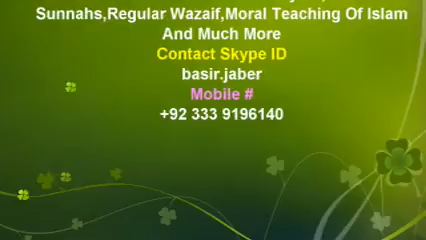 Sunnahs,Regular Wazaif,Moral Teaching Of Islam
And Much More
Contact Skype ID
basir.jaber
Mobile #
+92 333 9196140